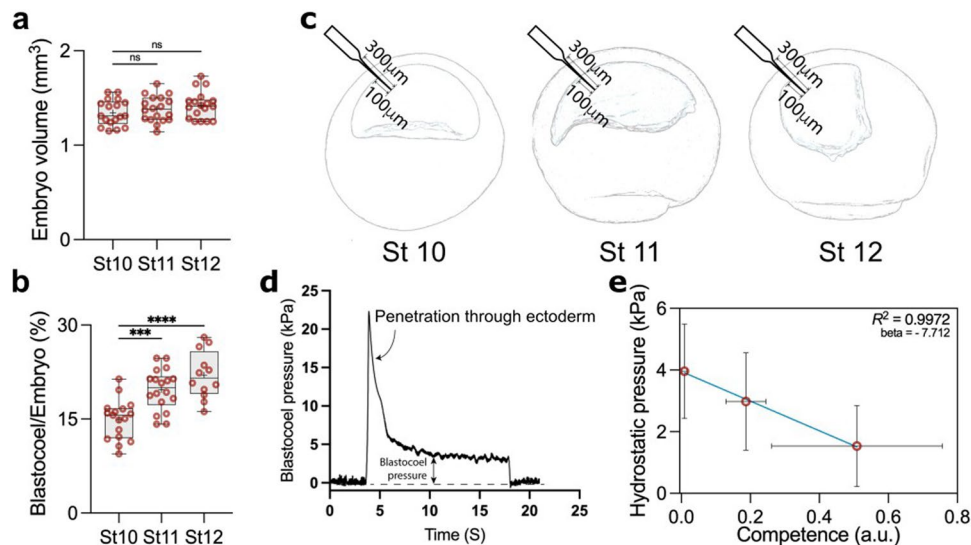 a
Embryo volume (mm³)
2
1
0
ns
ns
St10 St11 St12
b
Blastocoel/Embryo (%)
30
15
0
****
***
St10 St11 St12
c
300μm
100μm
St 10
300μm
100μm
St 11
300μm
100μm
St 12
d
Blastocoel pressure (kPa)
25
20
15
10
5
0
Penetration through ectoderm
Blastocoel
pressure
0 5 10 15 20 25
Time (S)
e
Hydrostatic pressure (kPa)
6
4
2
0
R² = 0.9972
beta = - 7.712
0.0 0.2 0.4 0.6 0.8
Competence (a.u.)